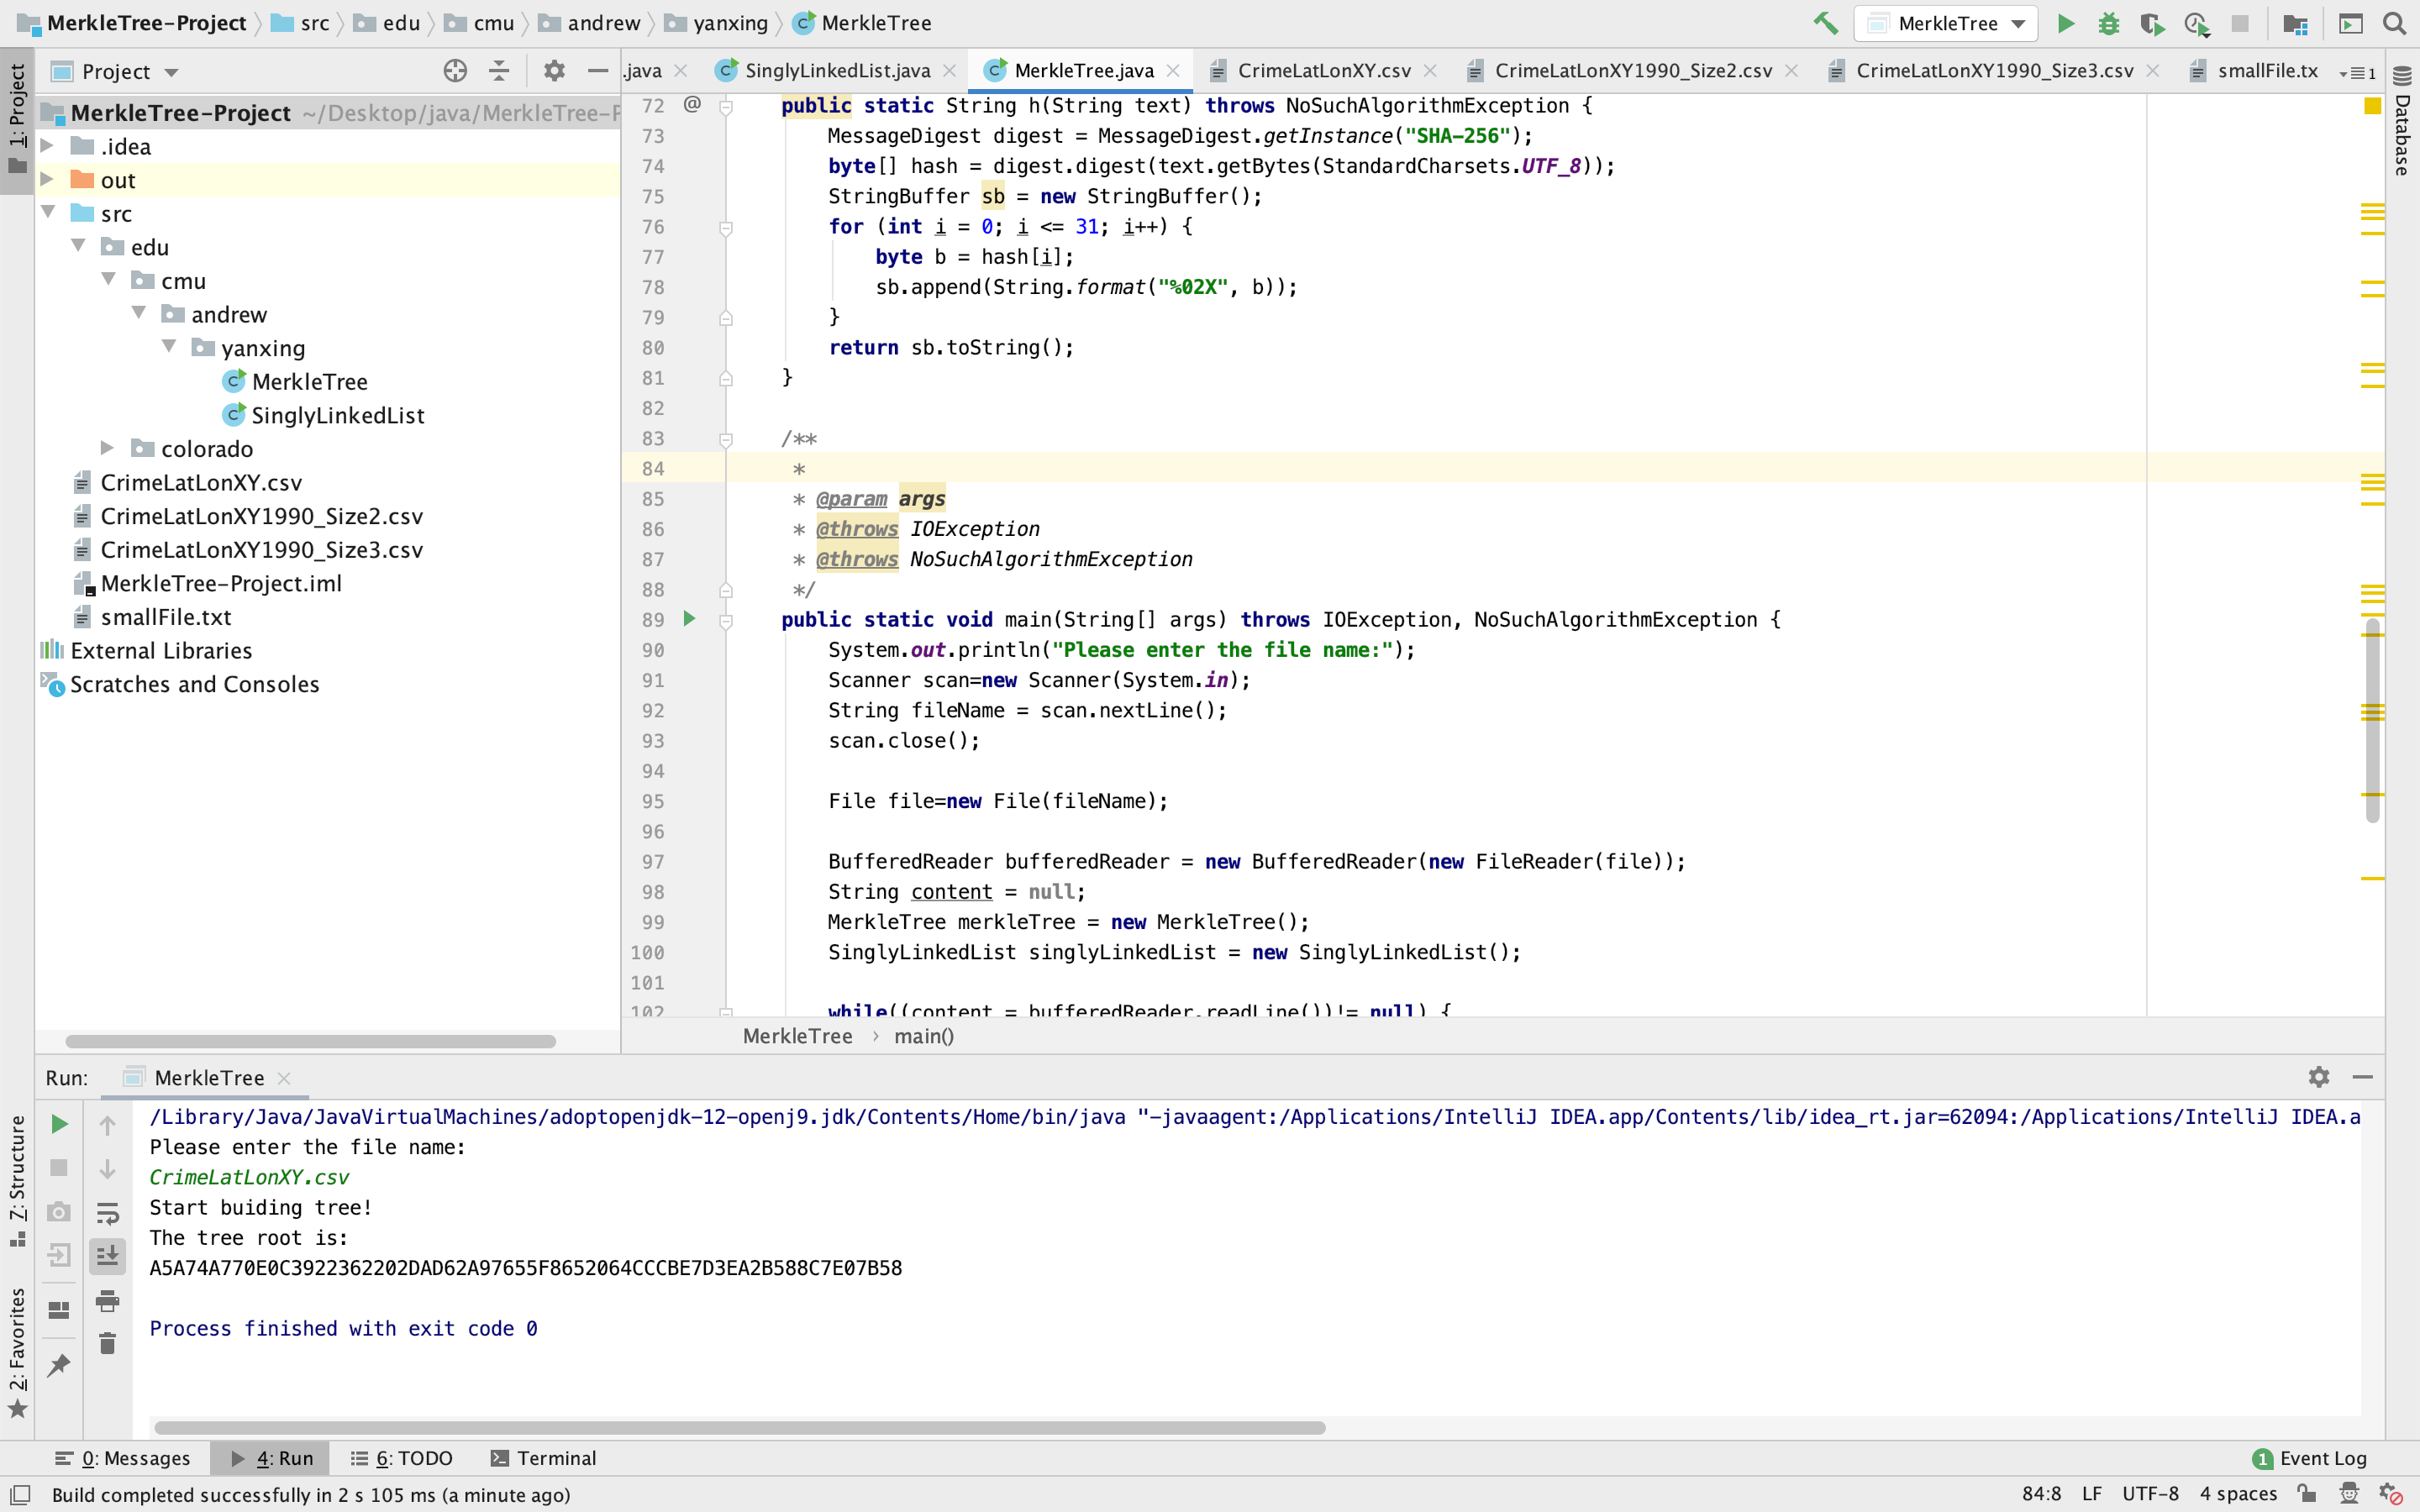 MerkleTree-Project src edu cmu andrew yanxing MerkleTree
MerkleTree
1: Project
Project
.java
SinglyLinkedList.java
MerkleTree.java
CrimeLatLonXY.csv
CrimeLatLonXY1990_Size2.csv
CrimeLatLonXY1990_Size3.csv
smallFile.tx
1
Database
MerkleTree-Project ~/Desktop/java/MerkleTree-P
.idea
out
src
edu
cmu
andrew
yanxing
MerkleTree
SinglyLinkedList
colorado
CrimeLatLonXY.csv
CrimeLatLonXY1990_Size2.csv
CrimeLatLonXY1990_Size3.csv
MerkleTree-Project.iml
smallFile.txt
External Libraries
Scratches and Consoles
72 @ public static String h(String text) throws NoSuchAlgorithmException {
73 MessageDigest digest = MessageDigest.getInstance("SHA-256");
74 byte[] hash = digest.digest(text.getBytes(StandardCharsets.UTF_8));
75 StringBuffer sb = new StringBuffer();
76 for (int i = 0; i <= 31; i++) {
77 byte b = hash[i];
78 sb.append(String.format("%02X", b));
79 }
80 return sb.toString();
81 }
82
83 /**
84 *
85 * @param args
86 * @throws IOException
87 * @throws NoSuchAlgorithmException
88 */
89 public static void main(String[] args) throws IOException, NoSuchAlgorithmException {
90 System.out.println("Please enter the file name:");
91 Scanner scan=new Scanner(System.in);
92 String fileName = scan.nextLine();
93 scan.close();
94
95 File file=new File(fileName);
96
97 BufferedReader bufferedReader = new BufferedReader(new FileReader(file));
98 String content = null;
99 MerkleTree merkleTree = new MerkleTree();
100 SinglyLinkedList singlyLinkedList = new SinglyLinkedList();
101
102 while((content = bufferedReader.readLine())!= null) {
MerkleTree > main()
Run: MerkleTree
/Library/Java/JavaVirtualMachines/adoptopenjdk-12-openj9.jdk/Contents/Home/bin/java "-javaagent:/Applications/IntelliJ IDEA.app/Contents/lib/idea_rt.jar=62094:/Applications/IntelliJ IDEA.a
Please enter the file name:
CrimeLatLonXY.csv
Start buiding tree!
The tree root is:
A5A74A770E0C3922362202DAD62A97655F8652064CCCBE7D3EA2B588C7E07B58
Process finished with exit code 0
7: Structure
2: Favorites
0: Messages
4: Run
6: TODO
Terminal
1 Event Log
Build completed successfully in 2 s 105 ms (a minute ago)
84:8 LF UTF-8 4 spaces